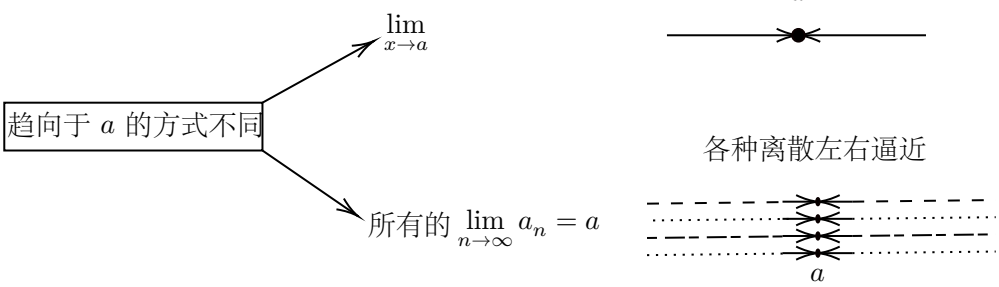 lim
x→a
趋向于 a 的方式不同
各种离散左右逼近
所有的 lim a_n = a
n→∞
a